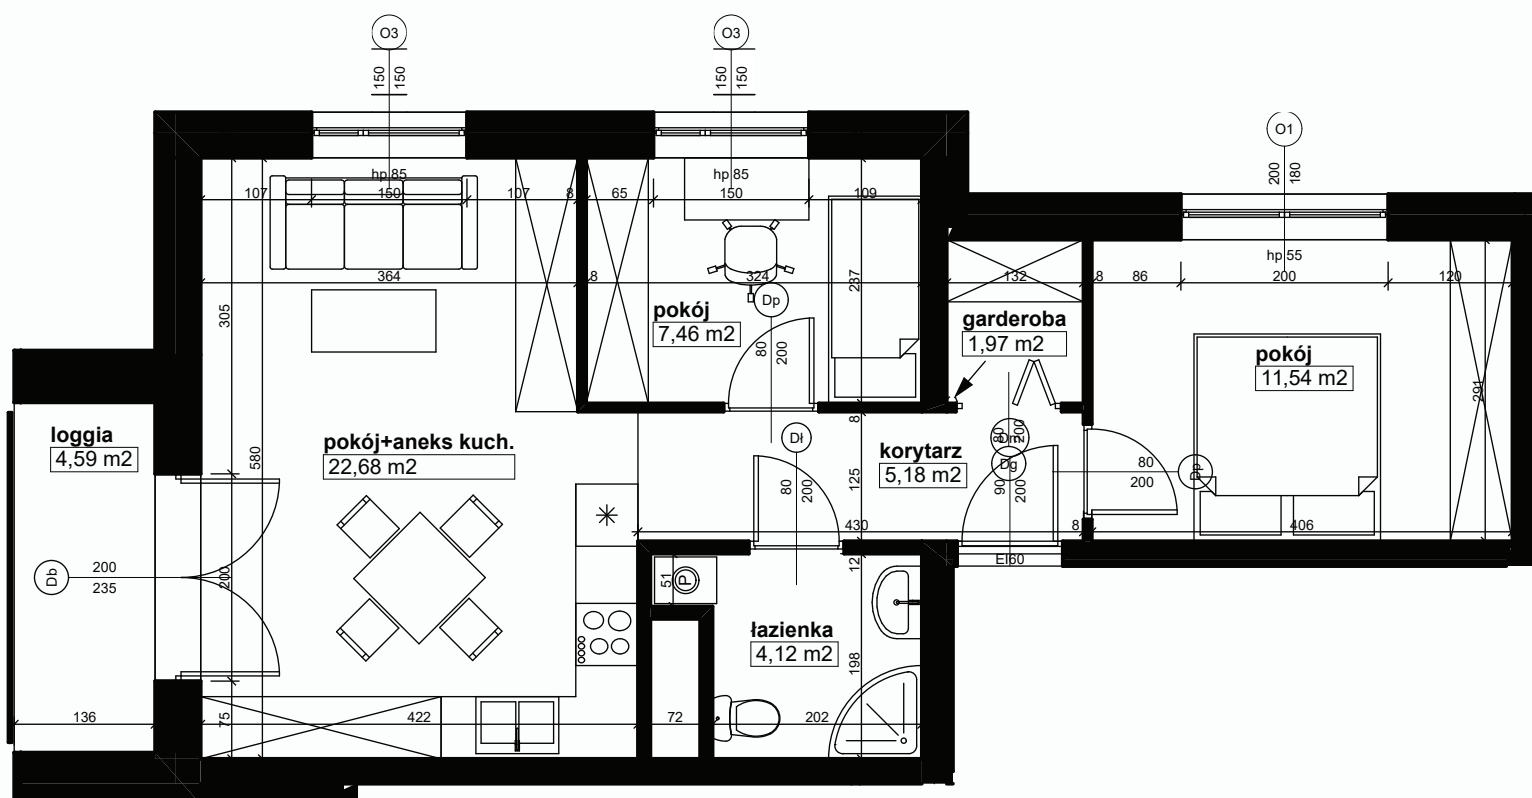 O3
150
150
O3
150
150
O1
200
180
hp 85
107
150
107
8
65
hp 85
150
109
364
8
324
237
132
8
86
hp 55
200
120
305
pokój
7,46 m2
Dp
80
200
garderoba
1,97 m2
pokój
11,54 m2
291
loggia
4,59 m2
pokój+aneks kuch.
22,68 m2
580
Dł
80
200
8
korytarz
5,18 m2
125
80
200
Dg
90
200
80
200
Dp
430
8
406
EI60
Db
200
235
200
51
P
12
łazienka
4,12 m2
198
136
75
422
72
202